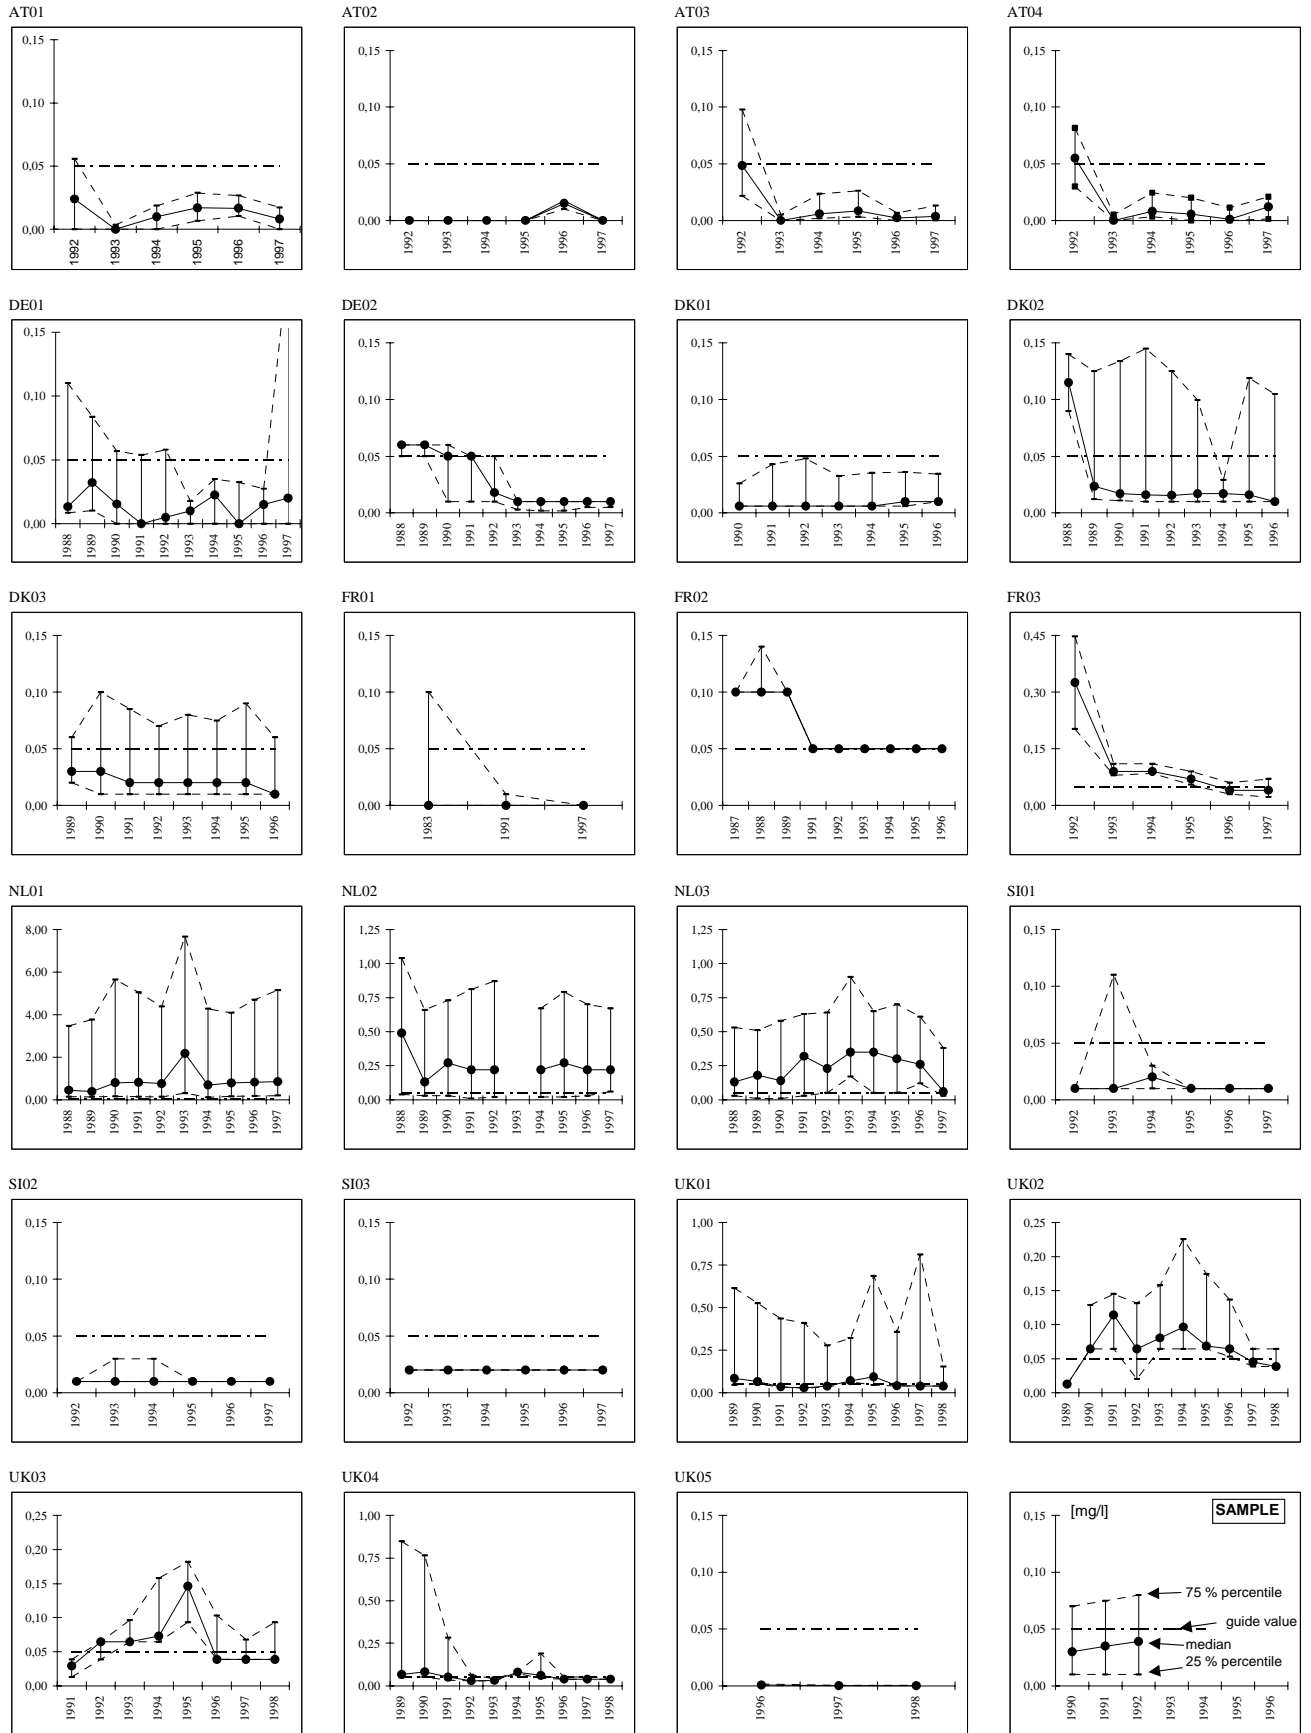 AT01 AT02 AT03 AT04
0,15 0,15 0,15 0,15
0,10 0,10 0,10 0,10
0,05 0,05 0,05 0,05
0,00 0,00 0,00 0,00
1992 1993 1994 1995 1996 1997 1992 1993 1994 1995 1996 1997 1992 1993 1994 1995 1996 1997 1992 1993 1994 1995 1996 1997
DE01 DE02 DK01 DK02
0,15 0,15 0,15 0,15
0,10 0,10 0,10 0,10
0,05 0,05 0,05 0,05
0,00 0,00 0,00 0,00
1988 1989 1990 1991 1992 1993 1994 1995 1996 1997 1988 1989 1990 1991 1992 1993 1994 1995 1996 1997 1990 1991 1992 1993 1994 1995 1996 1988 1989 1990 1991 1992 1993 1994 1995 1996
DK03 FR01 FR02 FR03
0,15 0,15 0,15 0,45
0,10 0,10 0,10 0,30
0,05 0,05 0,05 0,15
0,00 0,00 0,00 0,00
1989 1990 1991 1992 1993 1994 1995 1996 1983 1991 1997 1987 1988 1989 1991 1992 1993 1994 1995 1996 1992 1993 1994 1995 1996 1997
NL01 NL02 NL03 SI01
8,00 1,25 1,25 0,15
6,00 1,00 1,00 0,10
4,00 0,75 0,75 0,05
2,00 0,50 0,50 0,00
0,00 0,25 0,25
0,00 0,00
1988 1989 1990 1991 1992 1993 1994 1995 1996 1997 1988 1989 1990 1991 1992 1993 1994 1995 1996 1997 1988 1989 1990 1991 1992 1993 1994 1995 1996 1997 1992 1993 1994 1995 1996 1997
SI02 SI03 UK01 UK02
0,15 0,15 1,00 0,25
0,10 0,10 0,75 0,20
0,05 0,05 0,50 0,15
0,00 0,00 0,25 0,10
0,00 0,05
0,00
1992 1993 1994 1995 1996 1997 1992 1993 1994 1995 1996 1997 1989 1990 1991 1992 1993 1994 1995 1996 1997 1998 1989 1990 1991 1992 1993 1994 1995 1996 1997 1998
UK03 UK04 UK05
0,25 1,00 0,15 0,15 [mg/l] SAMPLE
0,20 0,75 0,10 0,10
0,15 0,50 0,05 0,05
0,10 0,25 0,00 0,00
0,05 0,00
0,00
75 % percentile
guide value
median
25 % percentile
1991 1992 1993 1994 1995 1996 1997 1998 1989 1990 1991 1992 1993 1994 1995 1996 1997 1998 1996 1997 1998 1990 1991 1992 1993 1994 1995 1996